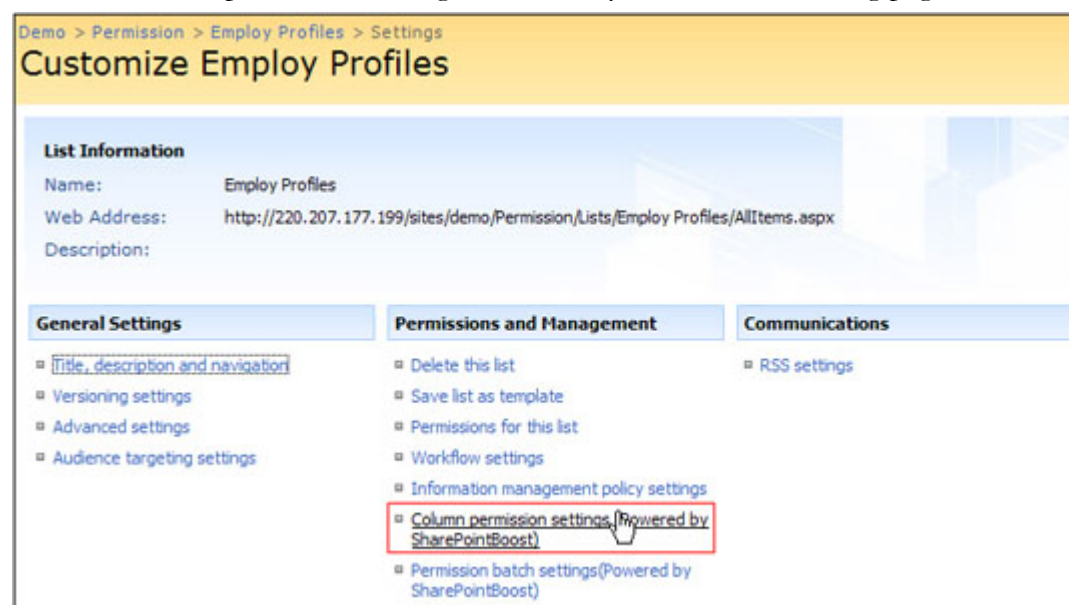 Demo > Permission > Employ Profiles > Settings
Customize Employ Profiles
List Information
Name: Employ Profiles
Web Address: http://220.207.177.199/sites/demo/Permission/Lists/Employ Profiles/AllItems.aspx
Description:
General Settings
Title, description and navigation
Versioning settings
Advanced settings
Audience targeting settings
Permissions and Management
Delete this list
Save list as template
Permissions for this list
Workflow settings
Information management policy settings
Column permission settings (Powered by
SharePointBoost)
Permission batch settings(Powered by
SharePointBoost)
Communications
RSS settings